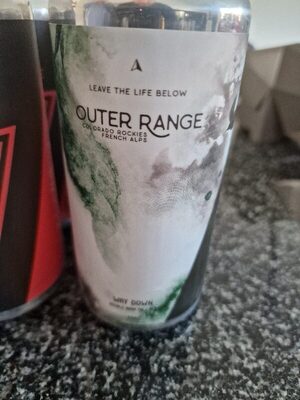 LEAVE THE LIFE BELOW
OUTER RANGE
COLORADO ROCKIES
FRENCH ALPS
WAY DOWN